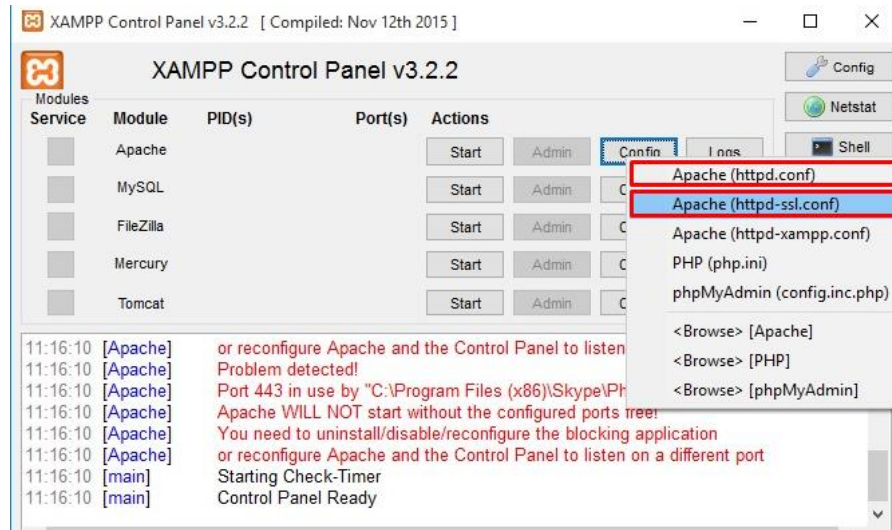 XAMPP Control Panel v3.2.2 [ Compiled: Nov 12th 2015 ]
XAMPP Control Panel v3.2.2
Config
Netstat
Shell
Modules
Service Module PID(s) Port(s) Actions
Apache Start Admin Config Logs
MySQL Start Admin
FileZilla Start Admin
Mercury Start Admin
Tomcat Start Admin
Apache (httpd.conf)
Apache (httpd-ssl.conf)
Apache (httpd-xampp.conf)
PHP (php.ini)
phpMyAdmin (config.inc.php)
<Browse> [Apache]
<Browse> [PHP]
<Browse> [phpMyAdmin]
11:16:10 [Apache] or reconfigure Apache and the Control Panel to listen
11:16:10 [Apache] Problem detected!
11:16:10 [Apache] Port 443 in use by "C:\Program Files (x86)\Skype\Ph
11:16:10 [Apache] Apache WILL NOT start without the configured ports free!
11:16:10 [Apache] You need to uninstall/disable/reconfigure the blocking application
11:16:10 [Apache] or reconfigure Apache and the Control Panel to listen on a different port
11:16:10 [main] Starting Check-Timer
11:16:10 [main] Control Panel Ready